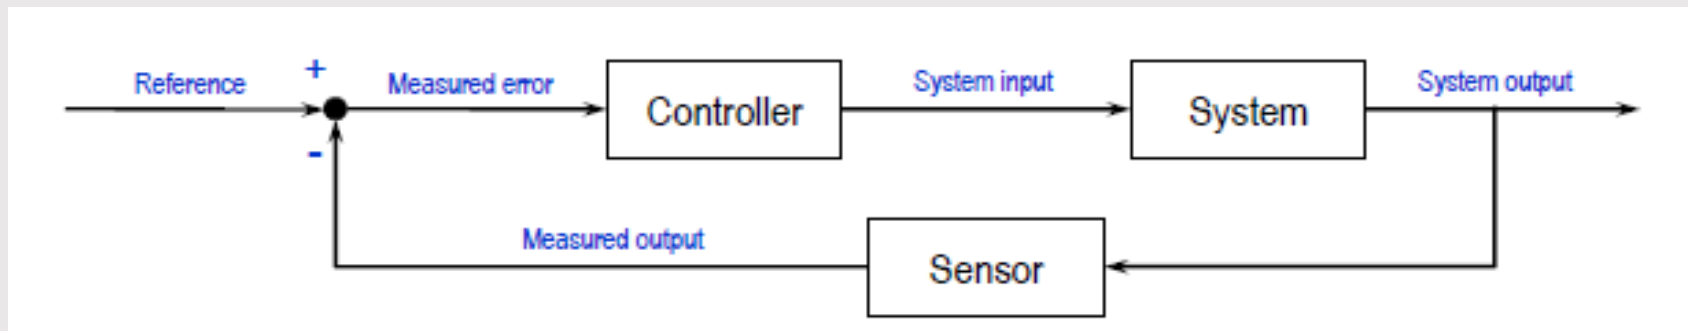 Reference
+
Measured error
Controller
System input
System
System output
-
Measured output
Sensor